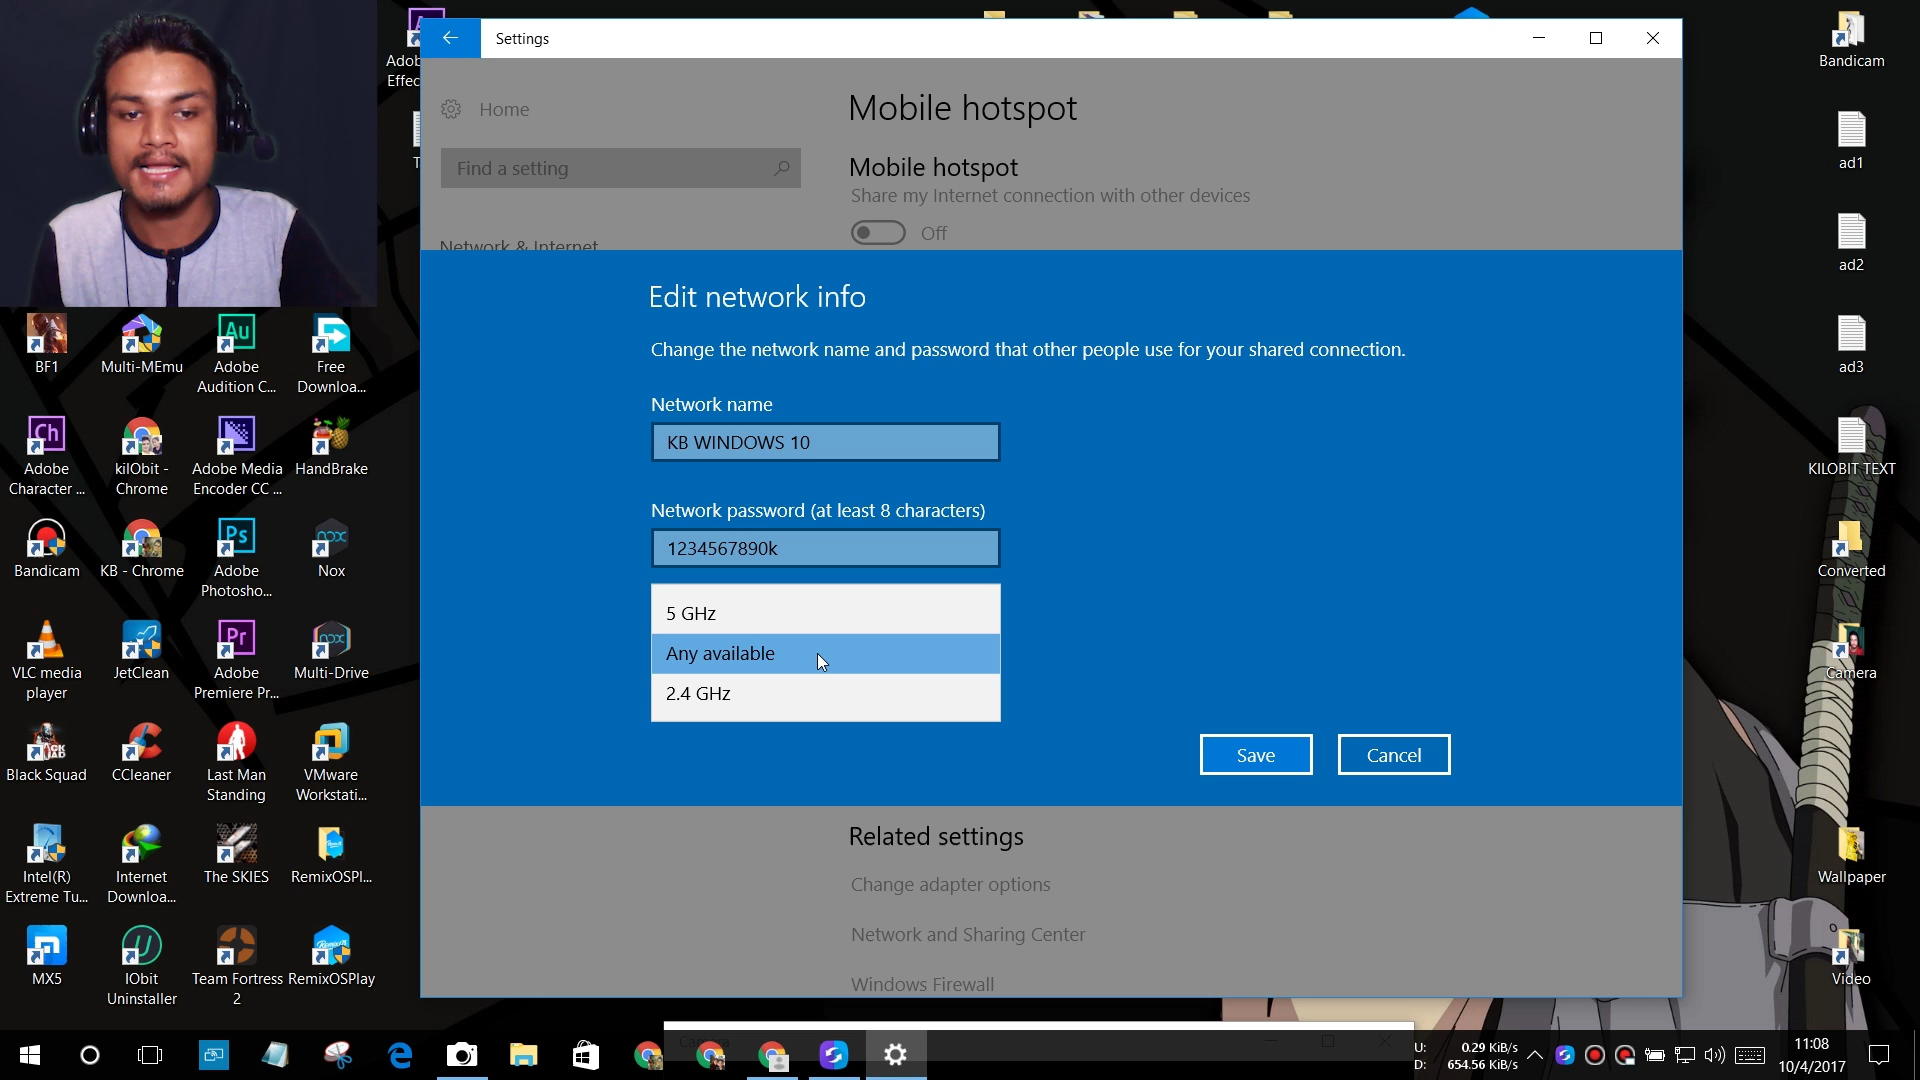 Settings
Home
Find a setting
Network & Internet
Mobile hotspot
Mobile hotspot
Share my Internet connection with other devices
Off
Edit network info
Change the network name and password that other people use for your shared connection.
Network name
KB WINDOWS 10
Network password (at least 8 characters)
1234567890k
5 GHz
Any available
2.4 GHz
Save
Cancel
Related settings
Change adapter options
Network and Sharing Center
Windows Firewall
BF1
Multi-MEmu
Adobe
Audition C...
Free
Downloa...
Adobe
Character ...
kilObit -
Chrome
Adobe Media
Encoder CC ...
HandBrake
Bandicam
KB - Chrome
Adobe
Photosho...
Nox
VLC media
player
JetClean
Adobe
Premiere Pr...
Multi-Drive
Black Squad
CCleaner
Last Man
Standing
VMware
Workstati...
Intel(R)
Extreme Tu...
Internet
Downloa...
The SKIES
RemixOSPl...
MX5
IObit
Uninstaller
Team Fortress
2
RemixOSPlay
Bandicam
ad1
ad2
ad3
KILOBIT TEXT
Converted
Camera
Wallpaper
Video
Camera
U: 0.29 KiB/s
D: 654.56 KiB/s
11:08
10/4/2017